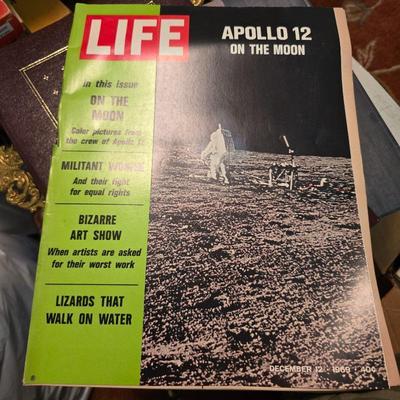 LIFE
APOLLO 12
ON THE MOON
In this issue
ON THE
MOON
Color pictures from
the crew of Apollo 12
MILITANT WOMEN
And their fight
for equal rights
BIZARRE
ART SHOW
When artists are asked
for their worst work
LIZARDS THAT
WALK ON WATER
DECEMBER 12 · 1969 · 40¢